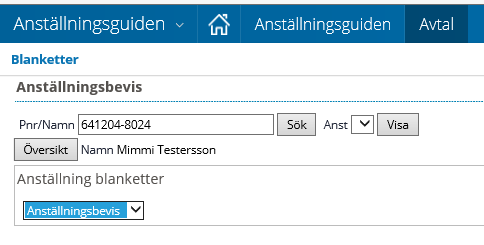 Anställningsguiden Anställningsguiden Avtal
Blanketter
Anställningsbevis
Pnr/Namn 641204-8024 Sök Anst Visa
Översikt Namn Mimmi Testersson
Anställning blanketter
Anställningsbevis